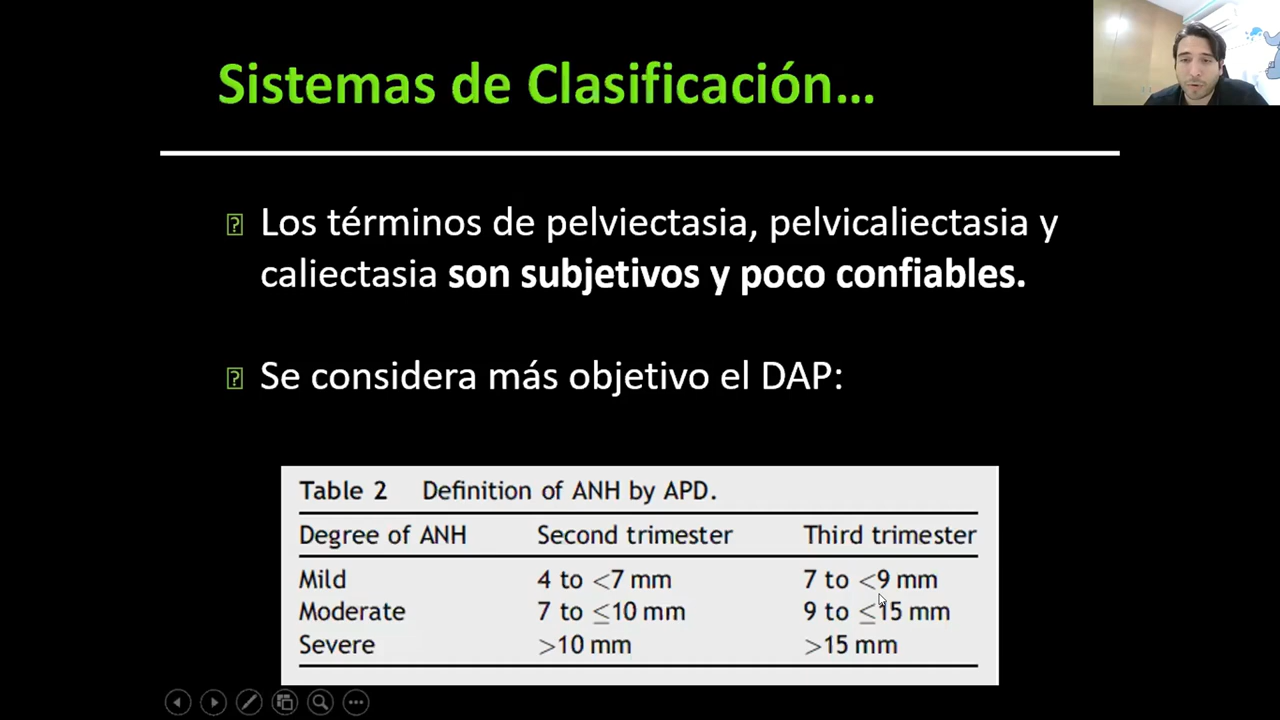 Sistemas de Clasificación...
Los términos de pelviectasia, pelvicaliectasia y
caliectasia son subjetivos y poco confiables.
Se considera más objetivo el DAP:
Table 2 Definition of ANH by APD.
Degree of ANH Second trimester Third trimester
Mild 4 to <7 mm 7 to <9 mm
Moderate 7 to ≤10 mm 9 to ≤15 mm
Severe >10 mm >15 mm